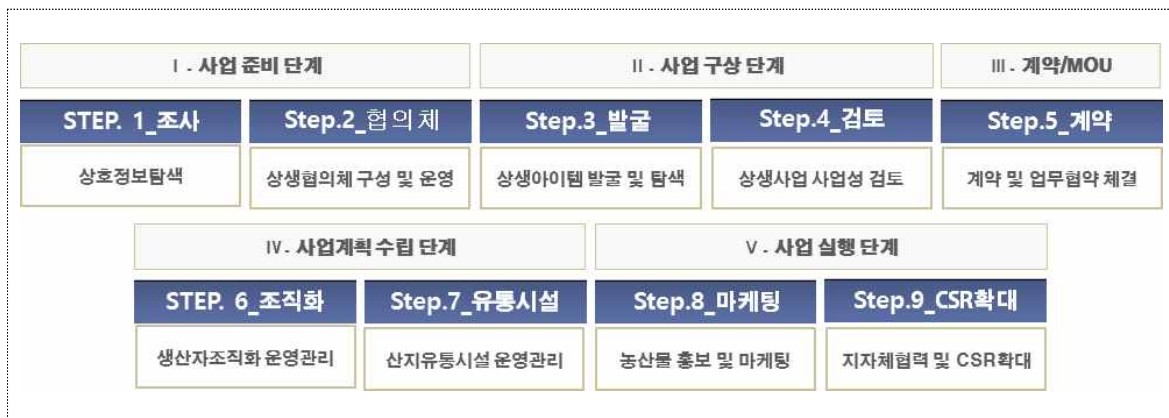 Ⅰ. 사업 준비 단계
Ⅱ. 사업 구상 단계
Ⅲ. 계약/MOU
STEP. 1_조사
Step.2_협의체
Step.3_발굴
Step.4_검토
Step.5_계약
상호정보탐색
상생협의체 구성 및 운영
상생아이템 발굴 및 탐색
상생사업 사업성 검토
계약 및 업무협약 체결
Ⅳ. 사업계획 수립 단계
Ⅴ. 사업 실행 단계
STEP. 6_조직화
Step.7_유통시설
Step.8_마케팅
Step.9_CSR확대
생산자조직화 운영관리
산지유통시설 운영관리
농산물 홍보 및 마케팅
지자체협력 및 CSR확대